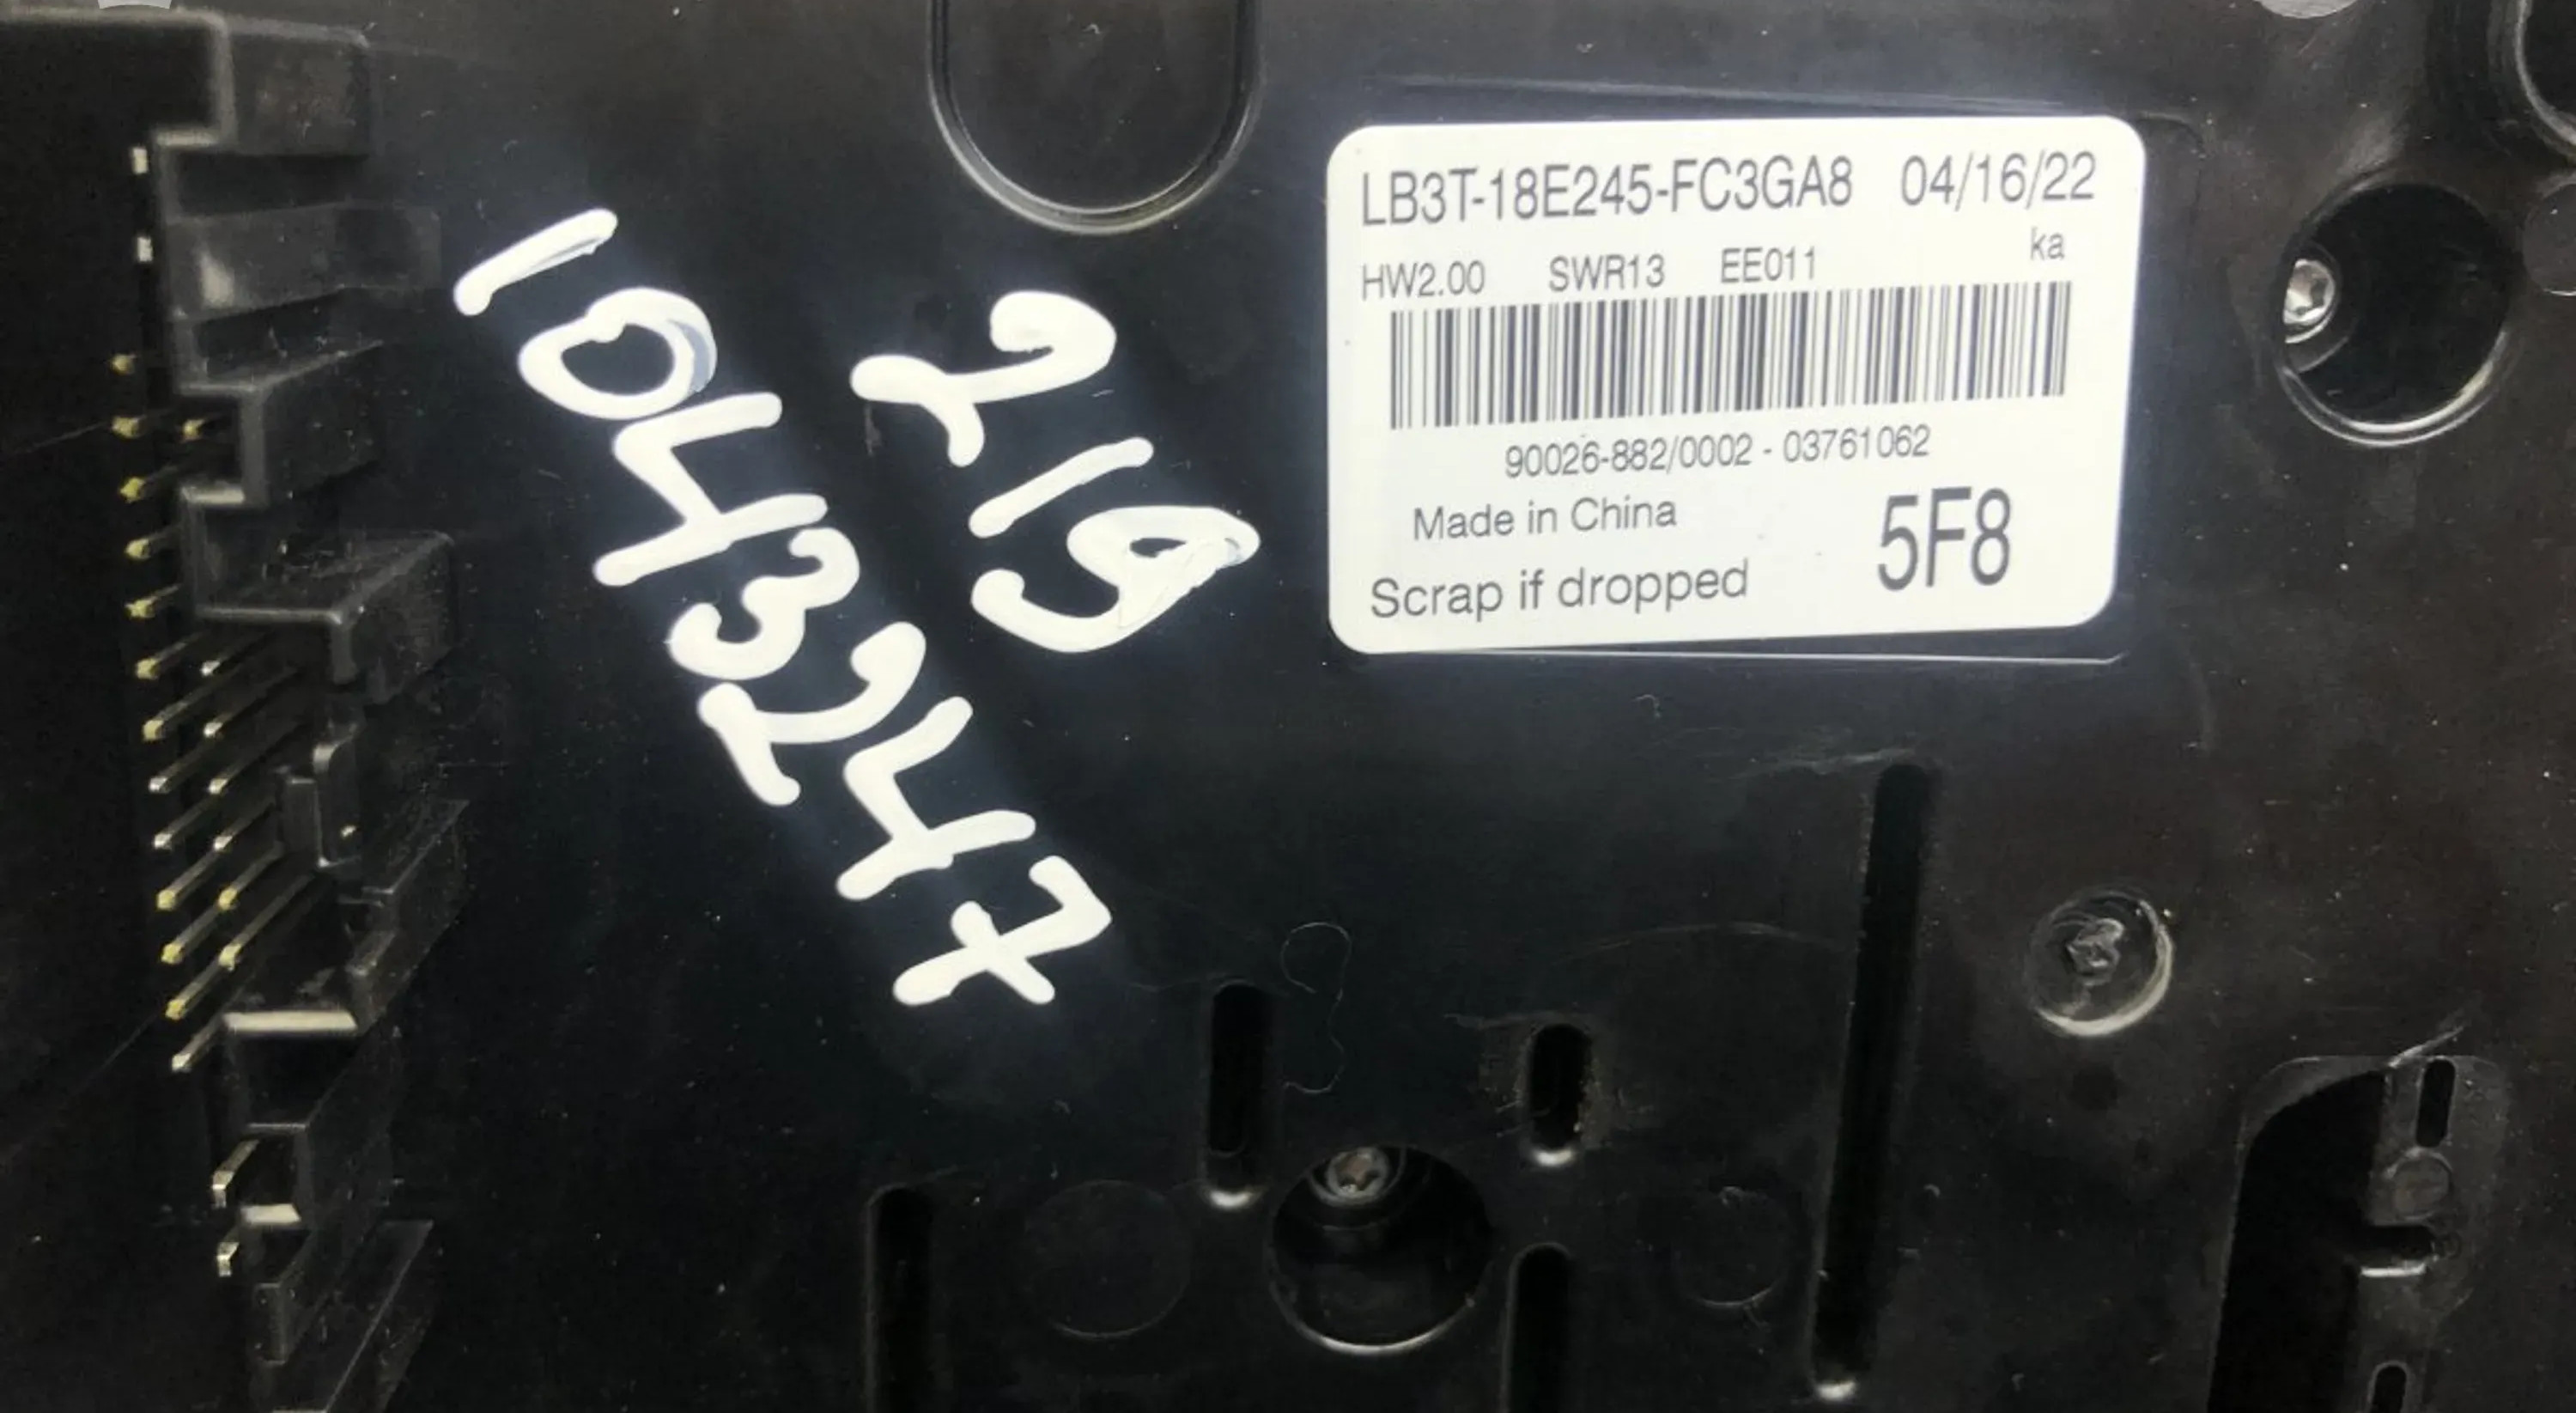 1043247
219
LB3T-18E245-FC3GA8 04/16/22
HW2.00 SWR13 EE011 ka
90026-882/0002 - 03761062
Made in China 5F8
Scrap if dropped